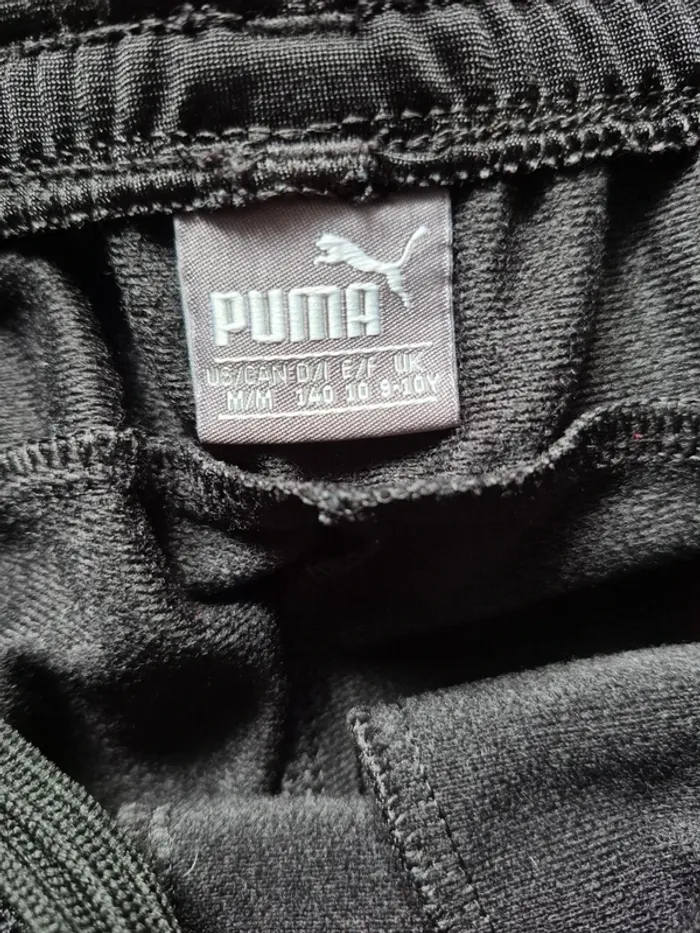 PUMA
US/CAN D/I E/F UK
M/M 140 10 9-10Y